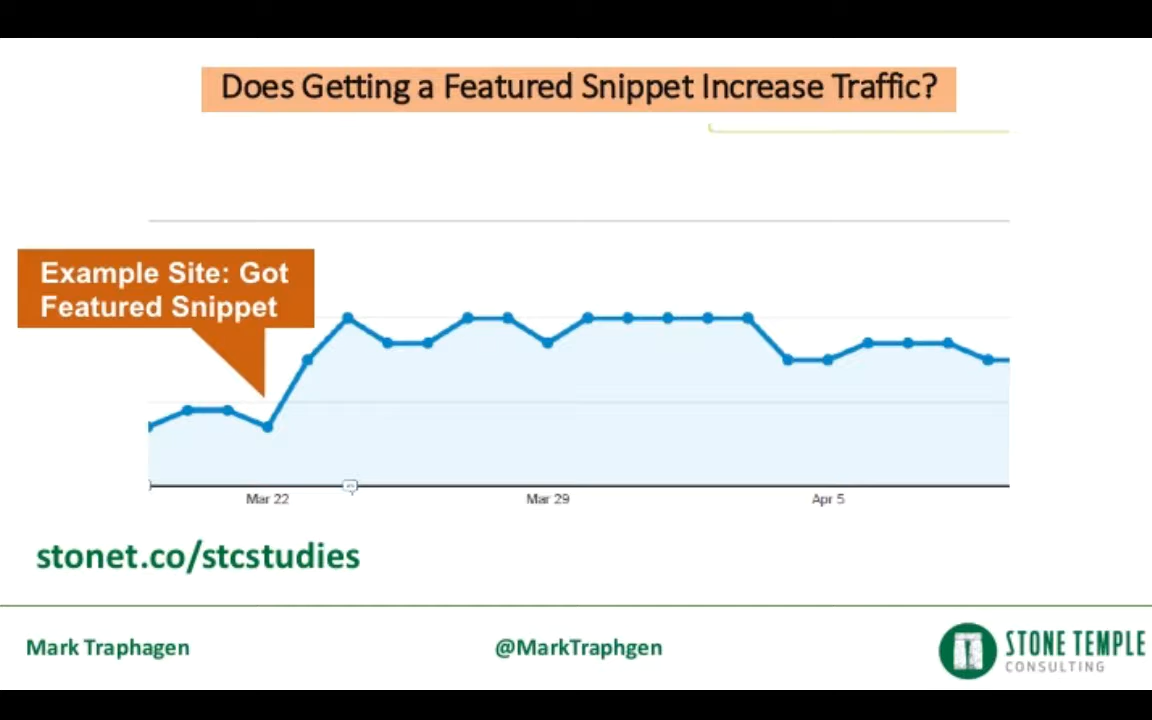 Does Getting a Featured Snippet Increase Traffic?
Example Site: Got
Featured Snippet
Mar 22
Mar 29
Apr 5
stonet.co/stcstudies
Mark Traphagen
@MarkTraphgen
STONE TEMPLE
CONSULTING